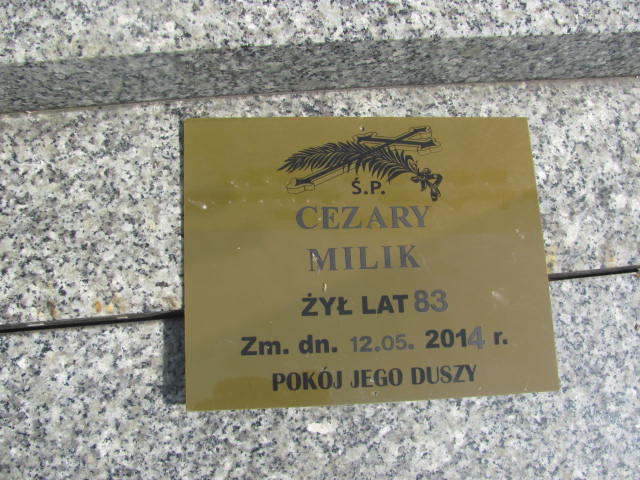 Ś.P.
CEZARY
MILIK
ŻYŁ LAT 83
Zm. dn. 12.05. 2014 r.
POKÓJ JEGO DUSZY